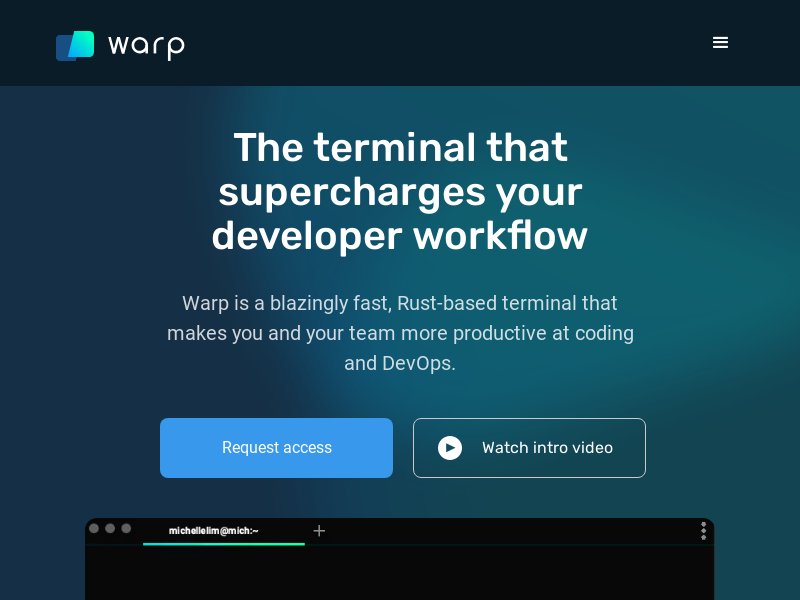 warp
The terminal that
supercharges your
developer workflow
Warp is a blazingly fast, Rust-based terminal that
makes you and your team more productive at coding
and DevOps.
Request access
Watch intro video
michellelim@mich:~